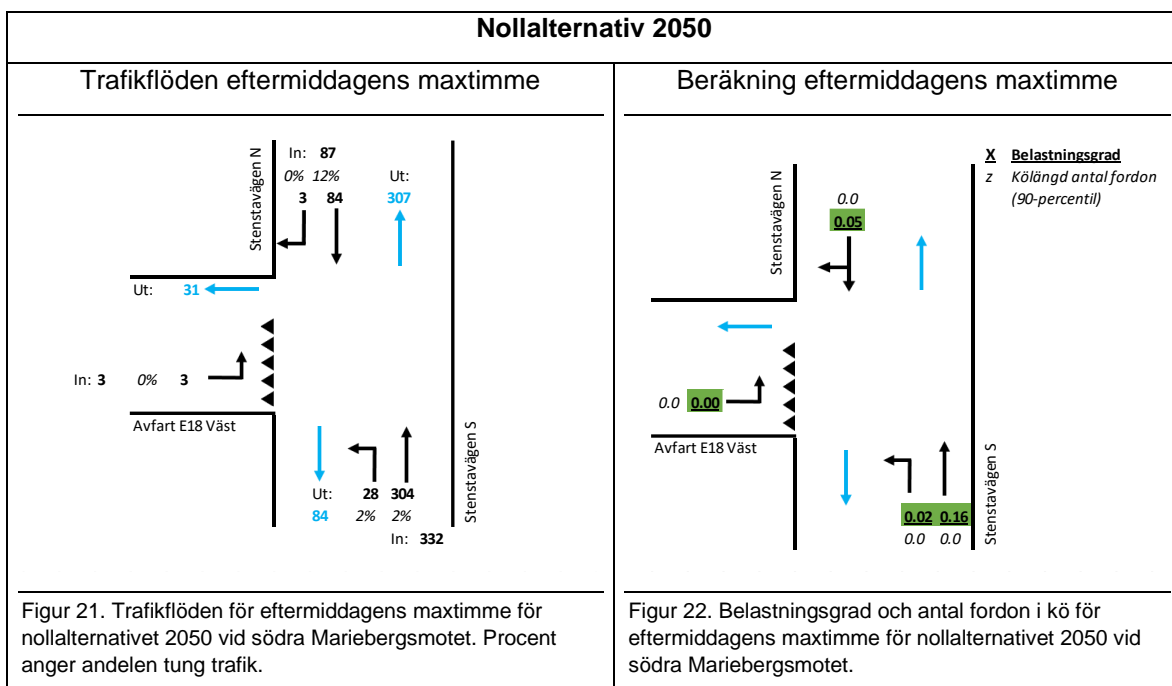 Nollalternativ 2050
Trafikflöden eftermiddagens maxtimme
Stenstavägen N
In: 87
0% 12%
Ut:
3 84
307
Ut: 31
In: 3 0% 3
Avfart E18 Väst
Ut: 28 304
84 2% 2%
In: 332
Stenstavägen S
Figur 21. Trafikflöden för eftermiddagens maxtimme för
nollalternativet 2050 vid södra Mariebergsmotet. Procent
anger andelen tung trafik.
Beräkning eftermiddagens maxtimme
X Belastningsgrad
z Kölängd antal fordon
(90-percentil)
Stenstavägen N
0.0
0.05
0.0 0.00
Avfart E18 Väst
0.02 0.16
0.0 0.0
Stenstavägen S
Figur 22. Belastningsgrad och antal fordon i kö för
eftermiddagens maxtimme för nollalternativet 2050 vid
södra Mariebergsmotet.